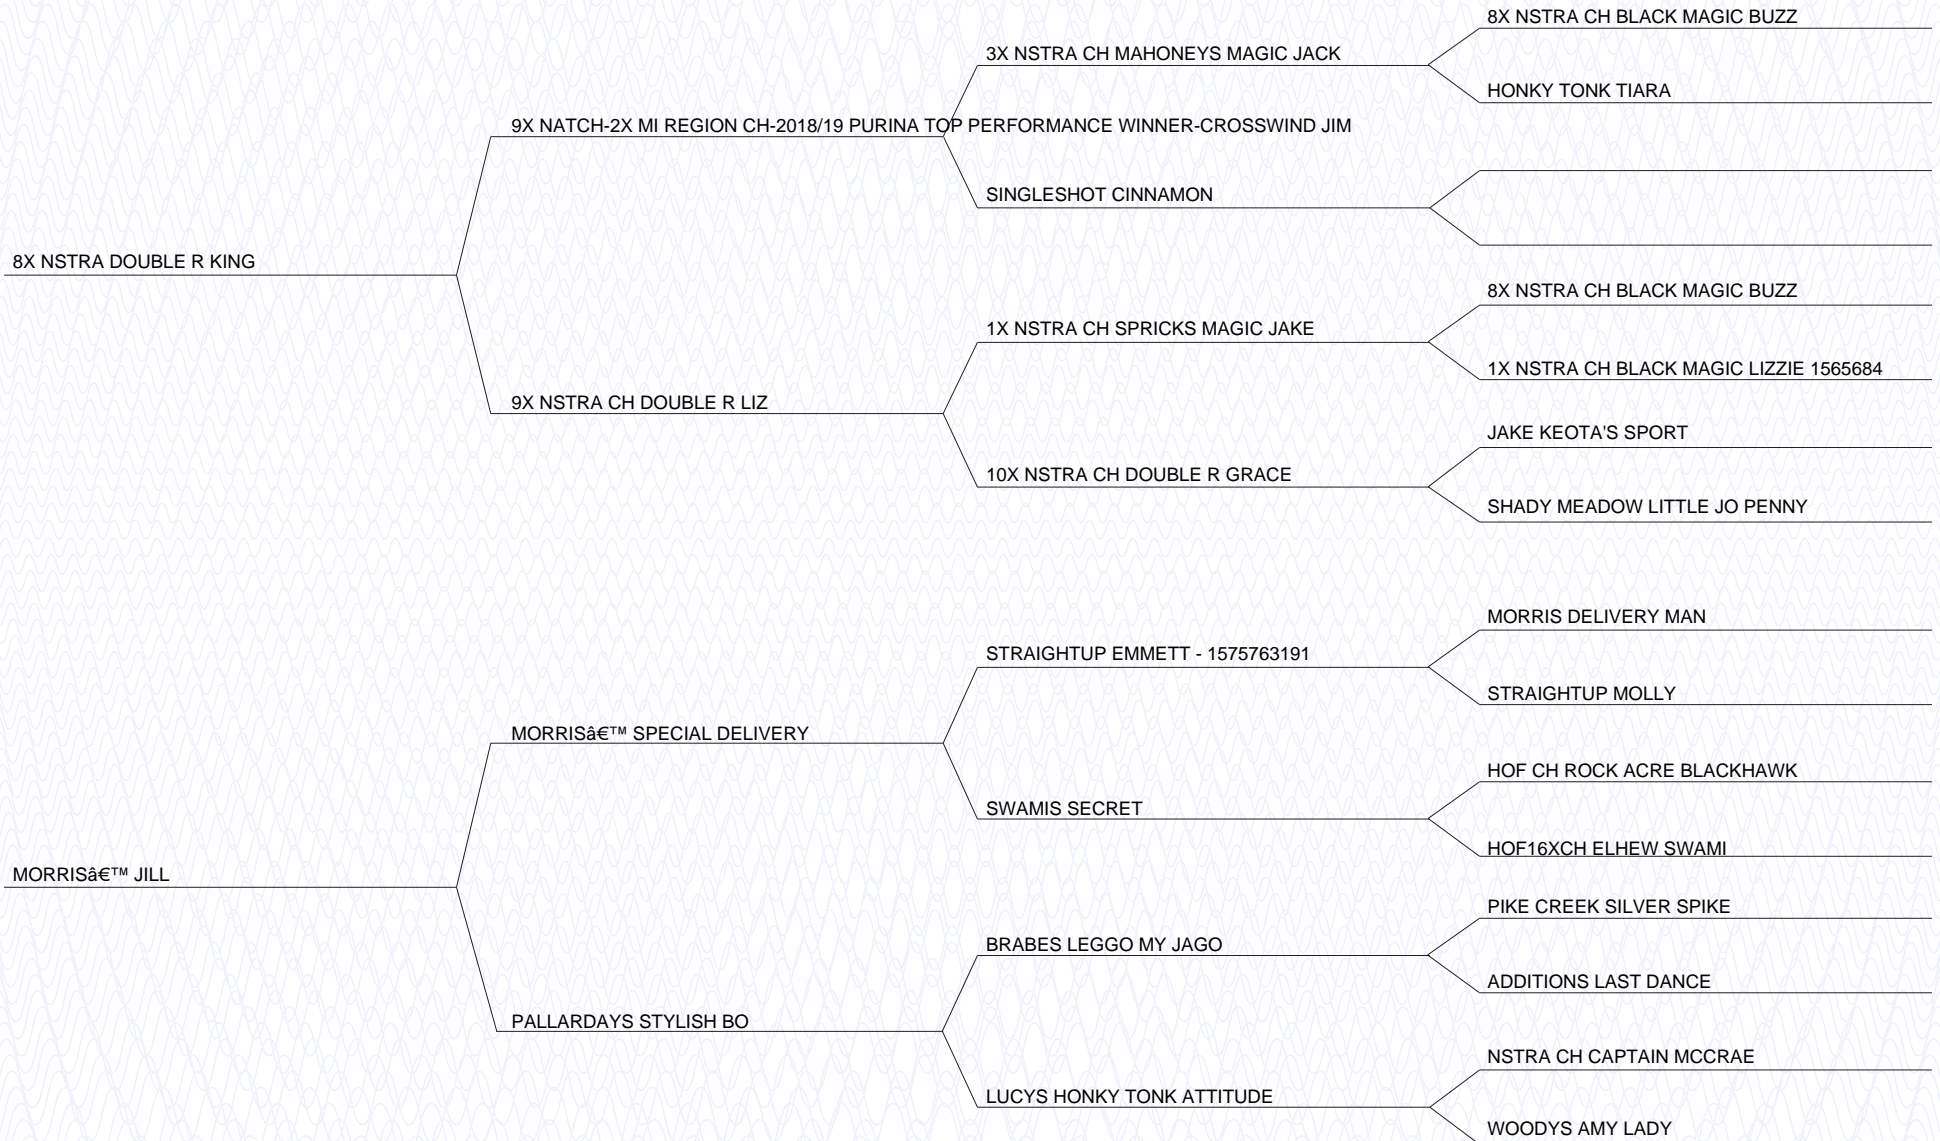 8X NSTRA CH BLACK MAGIC BUZZ
3X NSTRA CH MAHONEYS MAGIC JACK
HONKY TONK TIARA
9X NATCH-2X MI REGION CH-2018/19 PURINA TOP PERFORMANCE WINNER-CROSSWIND JIM
SINGLESHOT CINNAMON
8X NSTRA DOUBLE R KING
8X NSTRA CH BLACK MAGIC BUZZ
1X NSTRA CH SPRICKS MAGIC JAKE
1X NSTRA CH BLACK MAGIC LIZZIE 1565684
9X NSTRA CH DOUBLE R LIZ
JAKE KEOTA'S SPORT
10X NSTRA CH DOUBLE R GRACE
SHADY MEADOW LITTLE JO PENNY
MORRIS DELIVERY MAN
STRAIGHTUP EMMETT - 1575763191
STRAIGHTUP MOLLY
MORRISâ€™ SPECIAL DELIVERY
HOF CH ROCK ACRE BLACKHAWK
SWAMIS SECRET
HOF16XCH ELHEW SWAMI
MORRISâ€™ JILL
PIKE CREEK SILVER SPIKE
BRABES LEGGO MY JAGO
ADDITIONS LAST DANCE
PALLARDAYS STYLISH BO
NSTRA CH CAPTAIN MCCRAE
LUCYS HONKY TONK ATTITUDE
WOODYS AMY LADY